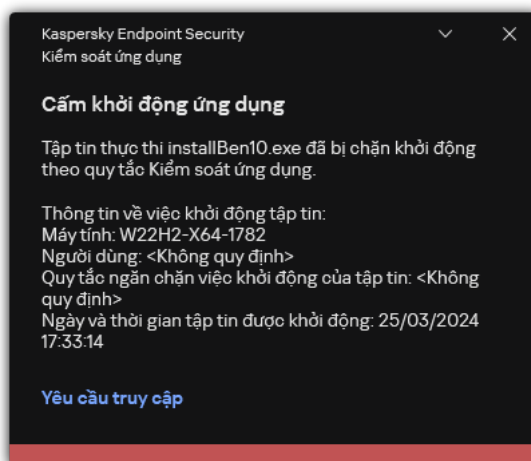 Kaspersky Endpoint Security
Kiểm soát ứng dụng
Cấm khởi động ứng dụng
Tập tin thực thi installBen10.exe đã bị chặn khởi động
theo quy tắc Kiểm soát ứng dụng.
Thông tin về việc khởi động tập tin:
Máy tính: W22H2-X64-1782
Người dùng: <Không quy định>
Quy tắc ngăn chặn việc khởi động của tập tin: <Không
quy định>
Ngày và thời gian tập tin được khởi động: 25/03/2024
17:33:14
Yêu cầu truy cập